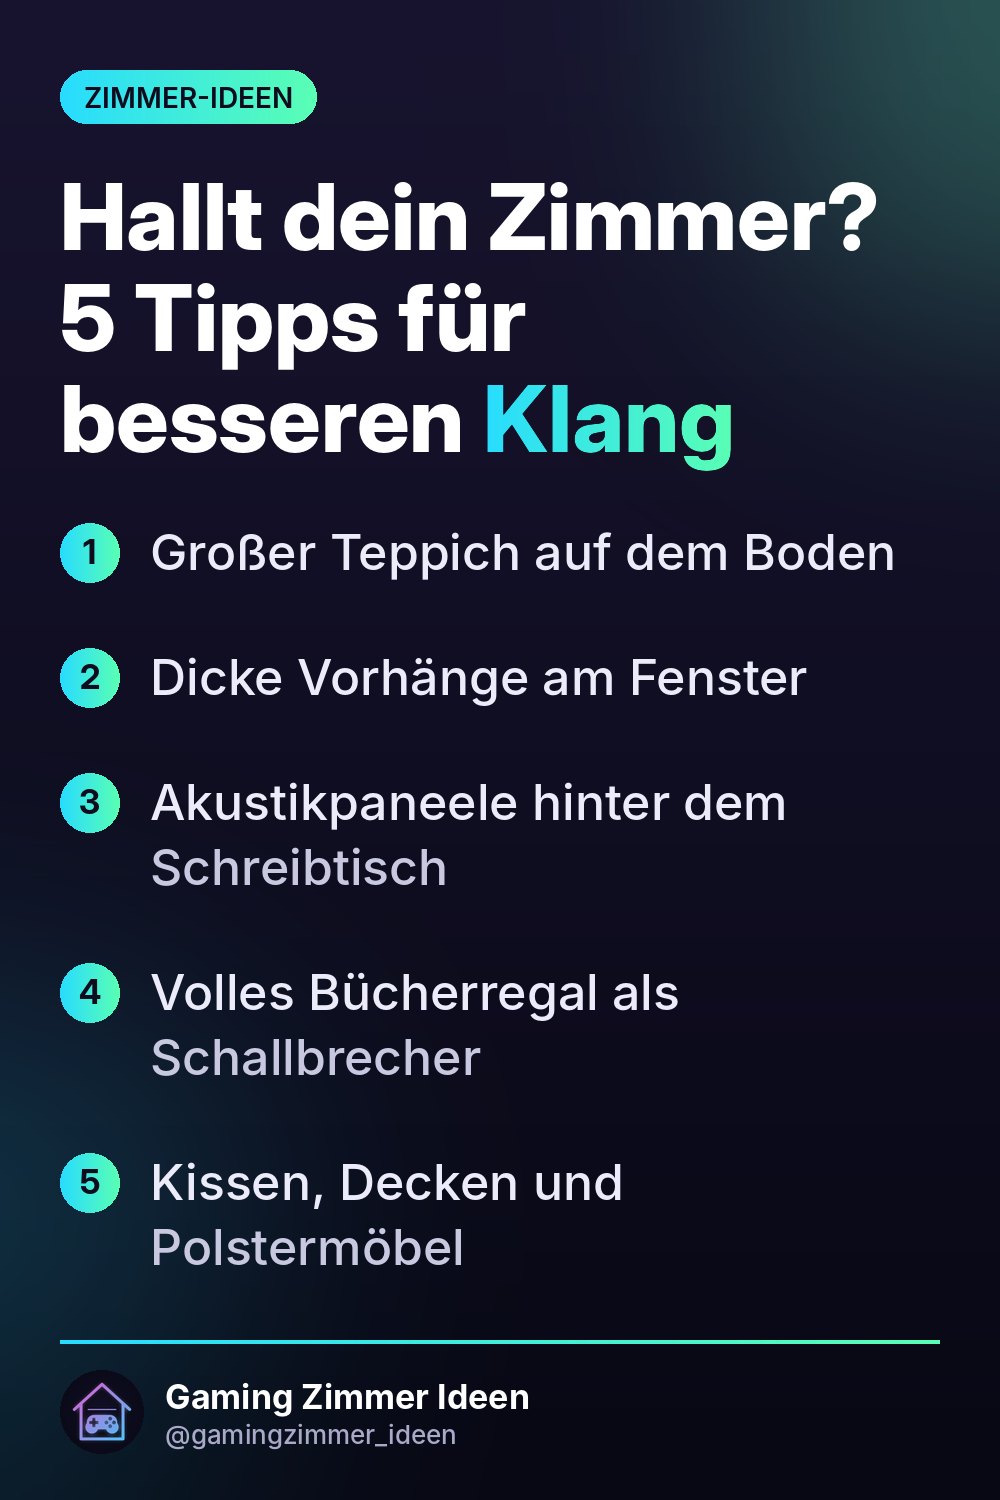 ZIMMER-IDEEN
Hallt dein Zimmer?
5 Tipps für
besseren Klang
1 Großer Teppich auf dem Boden
2 Dicke Vorhänge am Fenster
3 Akustikpaneele hinter dem
Schreibtisch
4 Volles Bücherregal als
Schallbrecher
5 Kissen, Decken und
Polstermöbel
Gaming Zimmer Ideen
@gamingzimmer_ideen